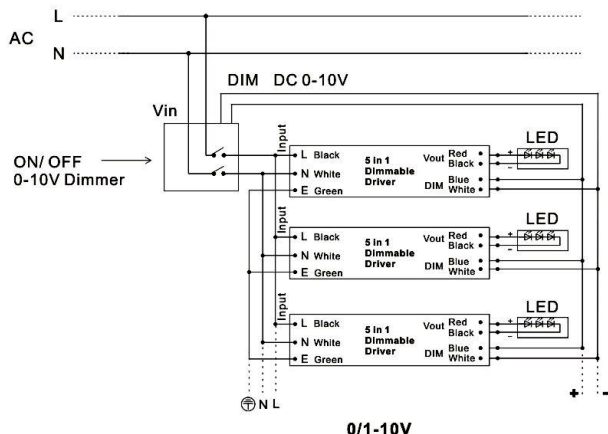 L
AC
N
DIM DC 0-10V
Vin
ON/ OFF
0-10V Dimmer
Input
L Black
N White
E Green
5 in 1
Dimmable
Driver
Vout Red
Black
DIM Blue
White
+
-
LED
Input
L Black
N White
E Green
5 in 1
Dimmable
Driver
Vout Red
Black
DIM Blue
White
+
-
LED
Input
L Black
N White
E Green
5 in 1
Dimmable
Driver
Vout Red
Black
DIM Blue
White
+
-
LED
N L
+ -
0/1-10V